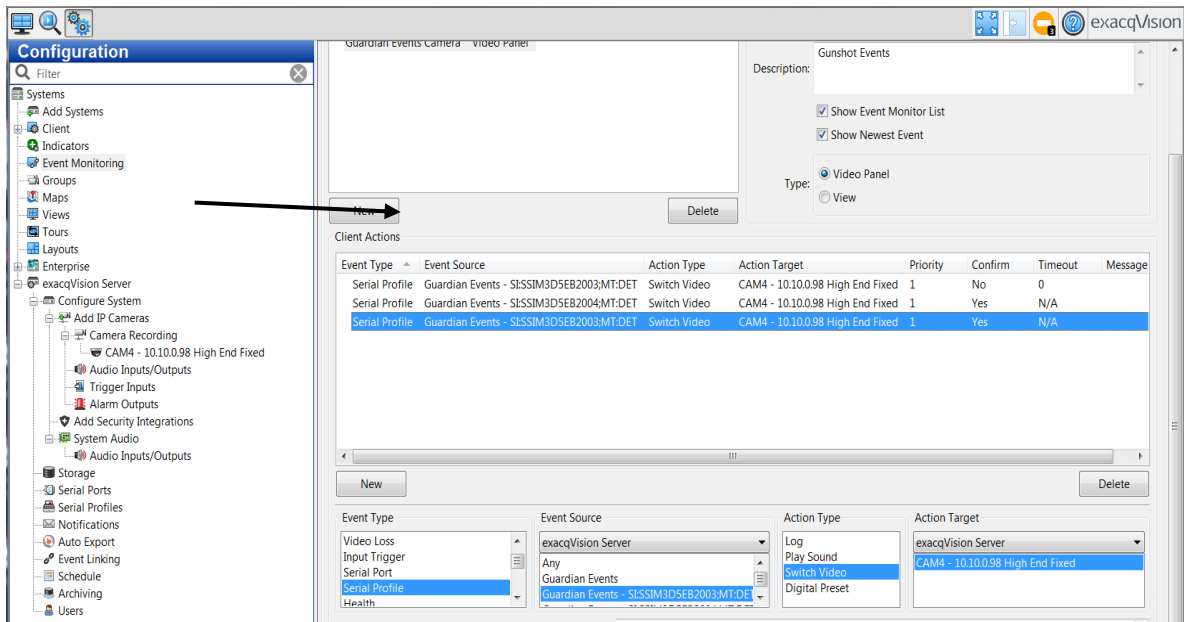 exacqVision
3
Configuration
Filter
Systems
Add Systems
Client
Indicators
Event Monitoring
Groups
Maps
Views
Tours
Layouts
Enterprise
exacqVision Server
Configure System
Add IP Cameras
Camera Recording
CAM4 - 10.10.0.98 High End Fixed
Audio Inputs/Outputs
Trigger Inputs
Alarm Outputs
Add Security Integrations
System Audio
Audio Inputs/Outputs
Storage
Serial Ports
Serial Profiles
Notifications
Auto Export
Event Linking
Schedule
Archiving
Users
Guardian Events Camera Video Panel
Description:
Gunshot Events
Show Event Monitor List
Show Newest Event
Type:
Video Panel
View
New
Delete
Client Actions
Event Type Event Source Action Type Action Target Priority Confirm Timeout Message
Serial Profile Guardian Events - SI:SSIM3D5EB2003;MT:DET Switch Video CAM4 - 10.10.0.98 High End Fixed 1 No 0
Serial Profile Guardian Events - SI:SSIM3D5EB2004;MT:DET Switch Video CAM4 - 10.10.0.98 High End Fixed 1 Yes N/A
Serial Profile Guardian Events - SI:SSIM3D5EB2003;MT:DET Switch Video CAM4 - 10.10.0.98 High End Fixed 1 Yes N/A
New
Delete
Event Type
Video Loss
Input Trigger
Serial Port
Serial Profile
Health
Event Source
exacqVision Server
Any
Guardian Events
Guardian Events - SI:SSIM3D5EB2003;MT:DET
Action Type
Log
Play Sound
Switch Video
Digital Preset
Action Target
exacqVision Server
CAM4 - 10.10.0.98 High End Fixed